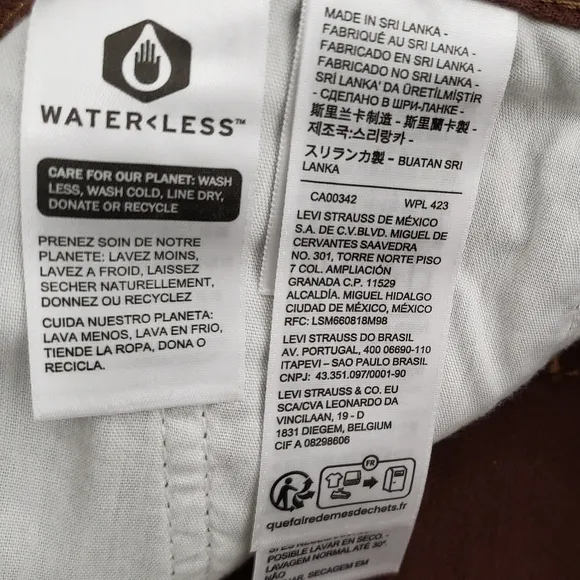 WATER<LESS™
CARE FOR OUR PLANET: WASH
LESS, WASH COLD, LINE DRY,
DONATE OR RECYCLE
PRENEZ SOIN DE NOTRE
PLANETE: LAVEZ MOINS,
LAVEZ A FROID, LAISSEZ
SECHER NATURELLEMENT,
DONNEZ OU RECYCLEZ
CUIDA NUESTRO PLANETA:
LAVA MENOS, LAVA EN FRIO,
TIENDE LA ROPA, DONA O
RECICLA.
MADE IN SRI LANKA -
FABRIQUÉ AU SRI LANKA -
FABRICADO EN SRI LANKA -
FABRICADO NO SRI LANKA -
SRİ LANKA' DA ÜRETİLMİŞTİR
- СДЕЛАНО В ШРИ-ЛАНКЕ -
斯里兰卡制造 - 斯里蘭卡製 -
제조국:스리랑카 -
スリランカ製 - BUATAN SRI
LANKA
CA00342 WPL 423
LEVI STRAUSS DE MÉXICO
S.A. DE C.V.BLVD. MIGUEL DE
CERVANTES SAAVEDRA
NO. 301, TORRE NORTE PISO
7 COL. AMPLIACIÓN
GRANADA C.P. 11529
ALCALDÍA. MIGUEL HIDALGO
CIUDAD DE MÉXICO, MÉXICO
RFC: LSM660818M98
LEVI STRAUSS DO BRASIL
AV. PORTUGAL, 400 06690-110
ITAPEVI – SAO PAULO BRASIL
CNPJ: 43.351.097/0001-90
LEVI STRAUSS & CO. EU
SCA/CVA LEONARDO DA
VINCILAAN, 19 - D
1831 DIEGEM, BELGIUM
CIF A 08298606
FR
quefairedemesdechets.fr
POSIBLE LAVAR EN SECO.
LAVAGEM NORMAL ATÉ 30°.
SECAGEM EM